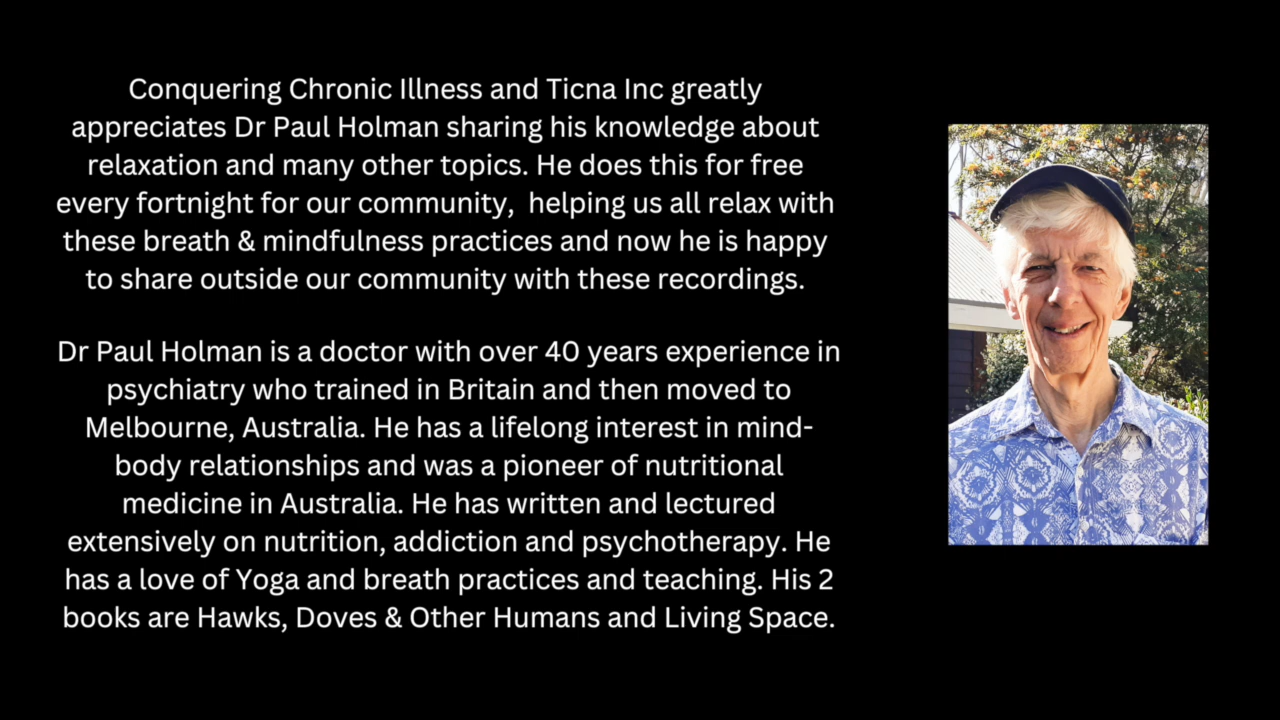 Conquering Chronic Illness and Ticna Inc greatly
appreciates Dr Paul Holman sharing his knowledge about
relaxation and many other topics. He does this for free
every fortnight for our community,  helping us all relax with
these breath & mindfulness practices and now he is happy
to share outside our community with these recordings.
Dr Paul Holman is a doctor with over 40 years experience in
psychiatry who trained in Britain and then moved to
Melbourne, Australia. He has a lifelong interest in mind-
body relationships and was a pioneer of nutritional
medicine in Australia. He has written and lectured
extensively on nutrition, addiction and psychotherapy. He
has a love of Yoga and breath practices and teaching. His 2
books are Hawks, Doves & Other Humans and Living Space.